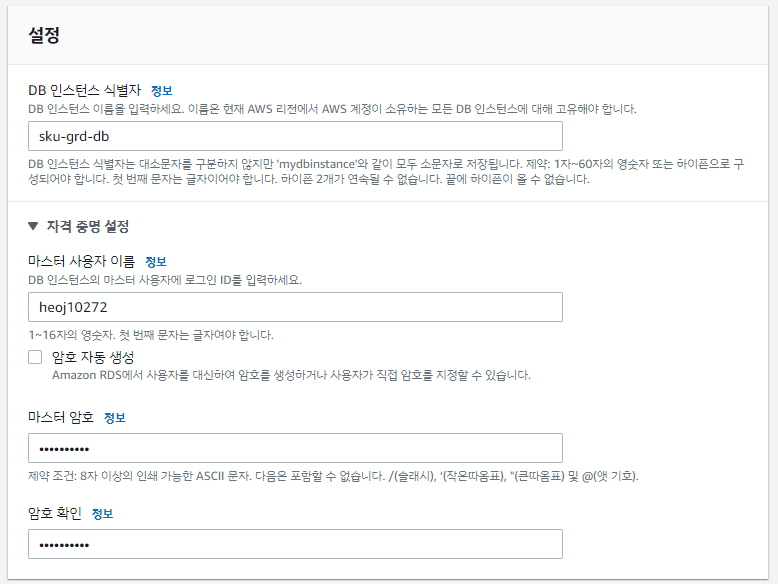 설정
DB 인스턴스 식별자 정보
DB 인스턴스 이름을 입력하세요. 이름은 현재 AWS 리전에서 AWS 계정이 소유하는 모든 DB 인스턴스에 대해 고유해야 합니다.
sku-grd-db
DB 인스턴스 식별자는 대소문자를 구분하지 않지만 'mydbinstance'와 같이 모두 소문자로 저장됩니다. 제약: 1자~60자의 영숫자 또는 하이픈으로 구
성되어야 합니다. 첫 번째 문자는 글자이어야 합니다. 하이픈 2개가 연속될 수 없습니다. 끝에 하이픈이 올 수 없습니다.
▼ 자격 증명 설정
마스터 사용자 이름 정보
DB 인스턴스의 마스터 사용자에 로그인 ID를 입력하세요.
heoj10272
1~16자의 영숫자. 첫 번째 문자는 글자여야 합니다.
암호 자동 생성
Amazon RDS에서 사용자를 대신하여 암호를 생성하거나 사용자가 직접 암호를 지정할 수 있습니다.
마스터 암호 정보
••••••••••
제약 조건: 8자 이상의 인쇄 가능한 ASCII 문자. 다음은 포함할 수 없습니다. /(슬래시), '(작은따옴표), "(큰따옴표) 및 @(앳 기호).
암호 확인 정보
••••••••••